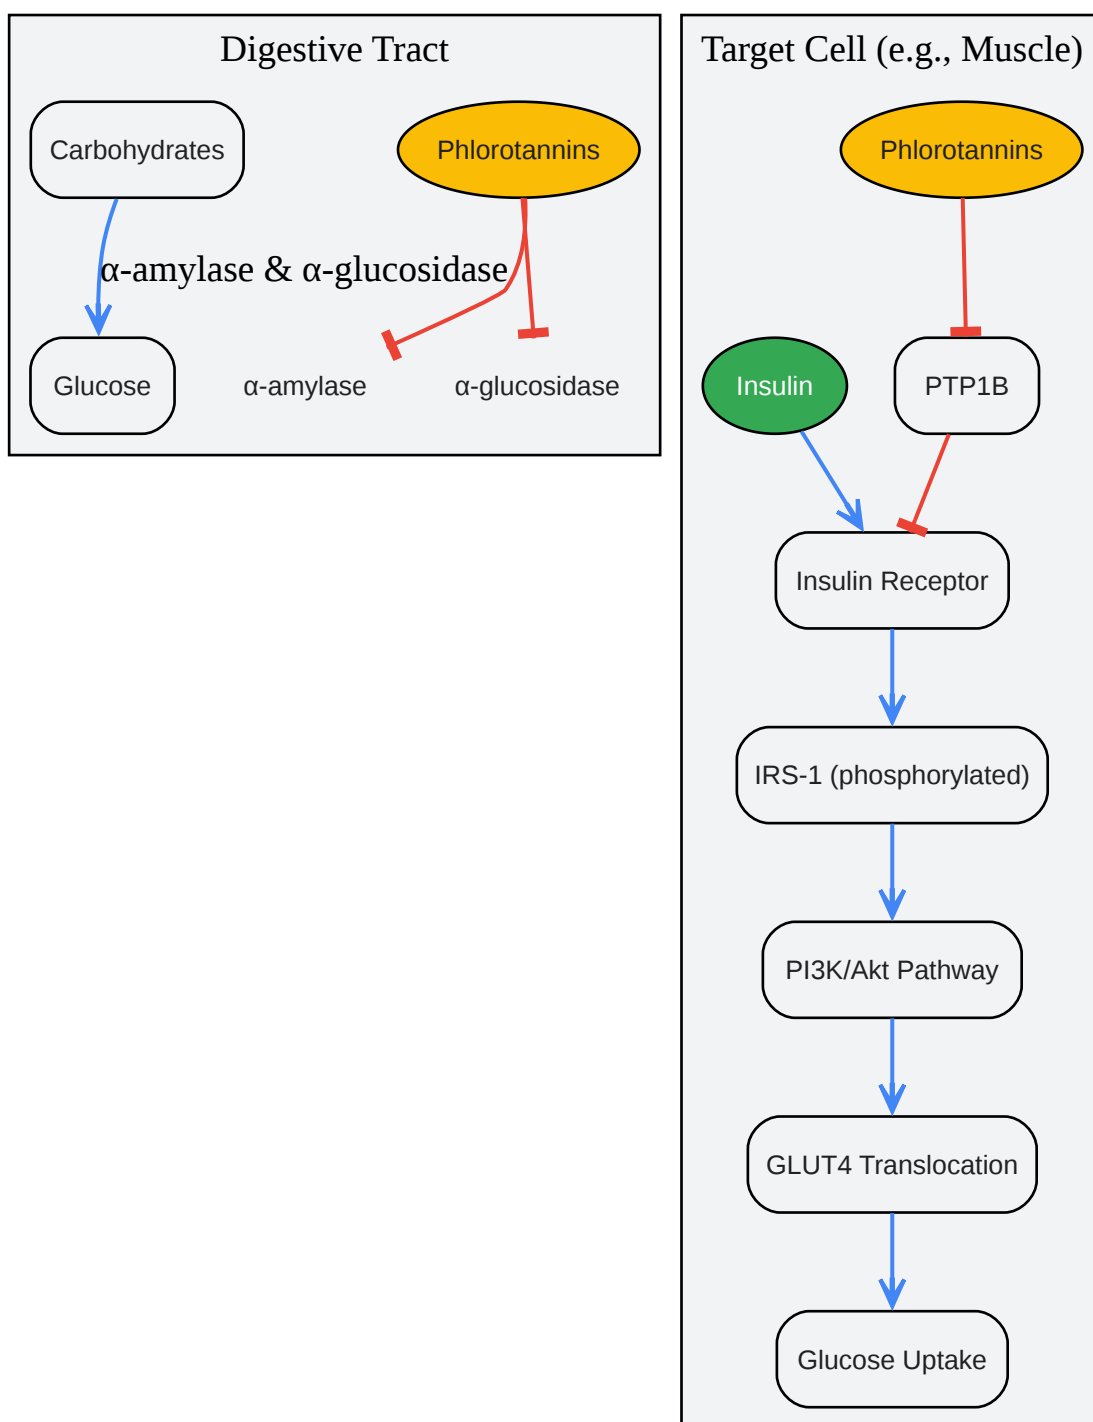 Digestive Tract
Carbohydrates
Phlorotannins
α-amylase & α-glucosidase
Glucose
α-amylase
α-glucosidase
Target Cell (e.g., Muscle)
Phlorotannins
Insulin
PTP1B
Insulin Receptor
IRS-1 (phosphorylated)
PI3K/Akt Pathway
GLUT4 Translocation
Glucose Uptake